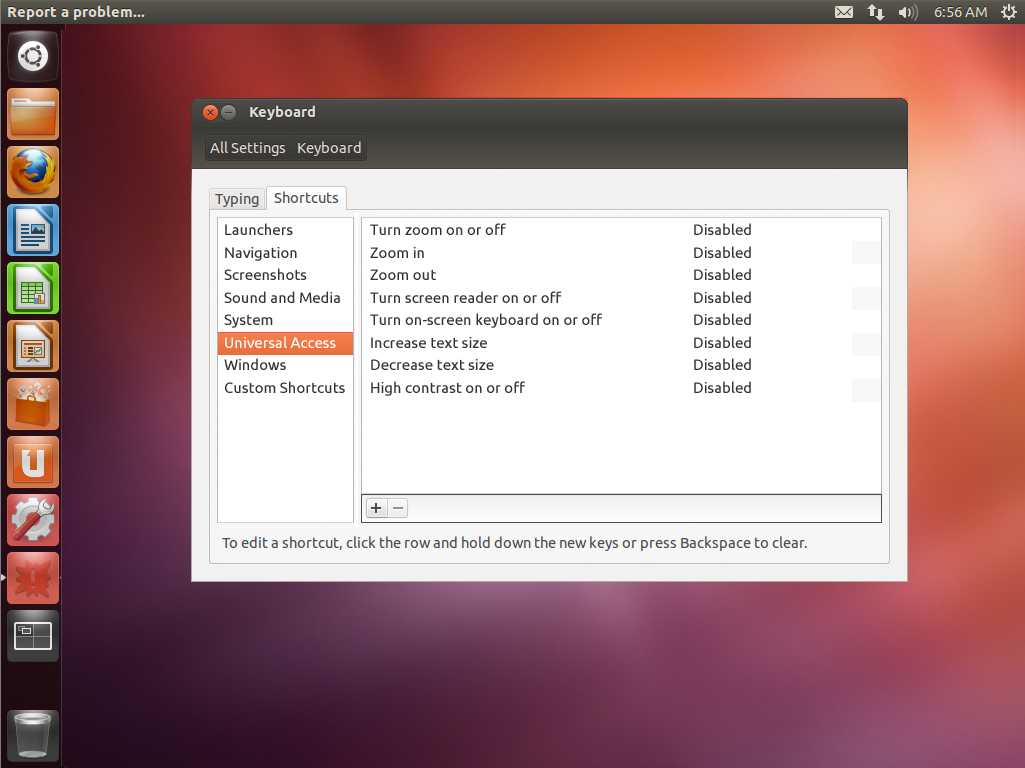 Report a problem...
6:56 AM
Keyboard
All Settings Keyboard
Typing Shortcuts
Launchers
Navigation
Screenshots
Sound and Media
System
Universal Access
Windows
Custom Shortcuts
Turn zoom on or off Disabled
Zoom in Disabled
Zoom out Disabled
Turn screen reader on or off Disabled
Turn on-screen keyboard on or off Disabled
Increase text size Disabled
Decrease text size Disabled
High contrast on or off Disabled
To edit a shortcut, click the row and hold down the new keys or press Backspace to clear.